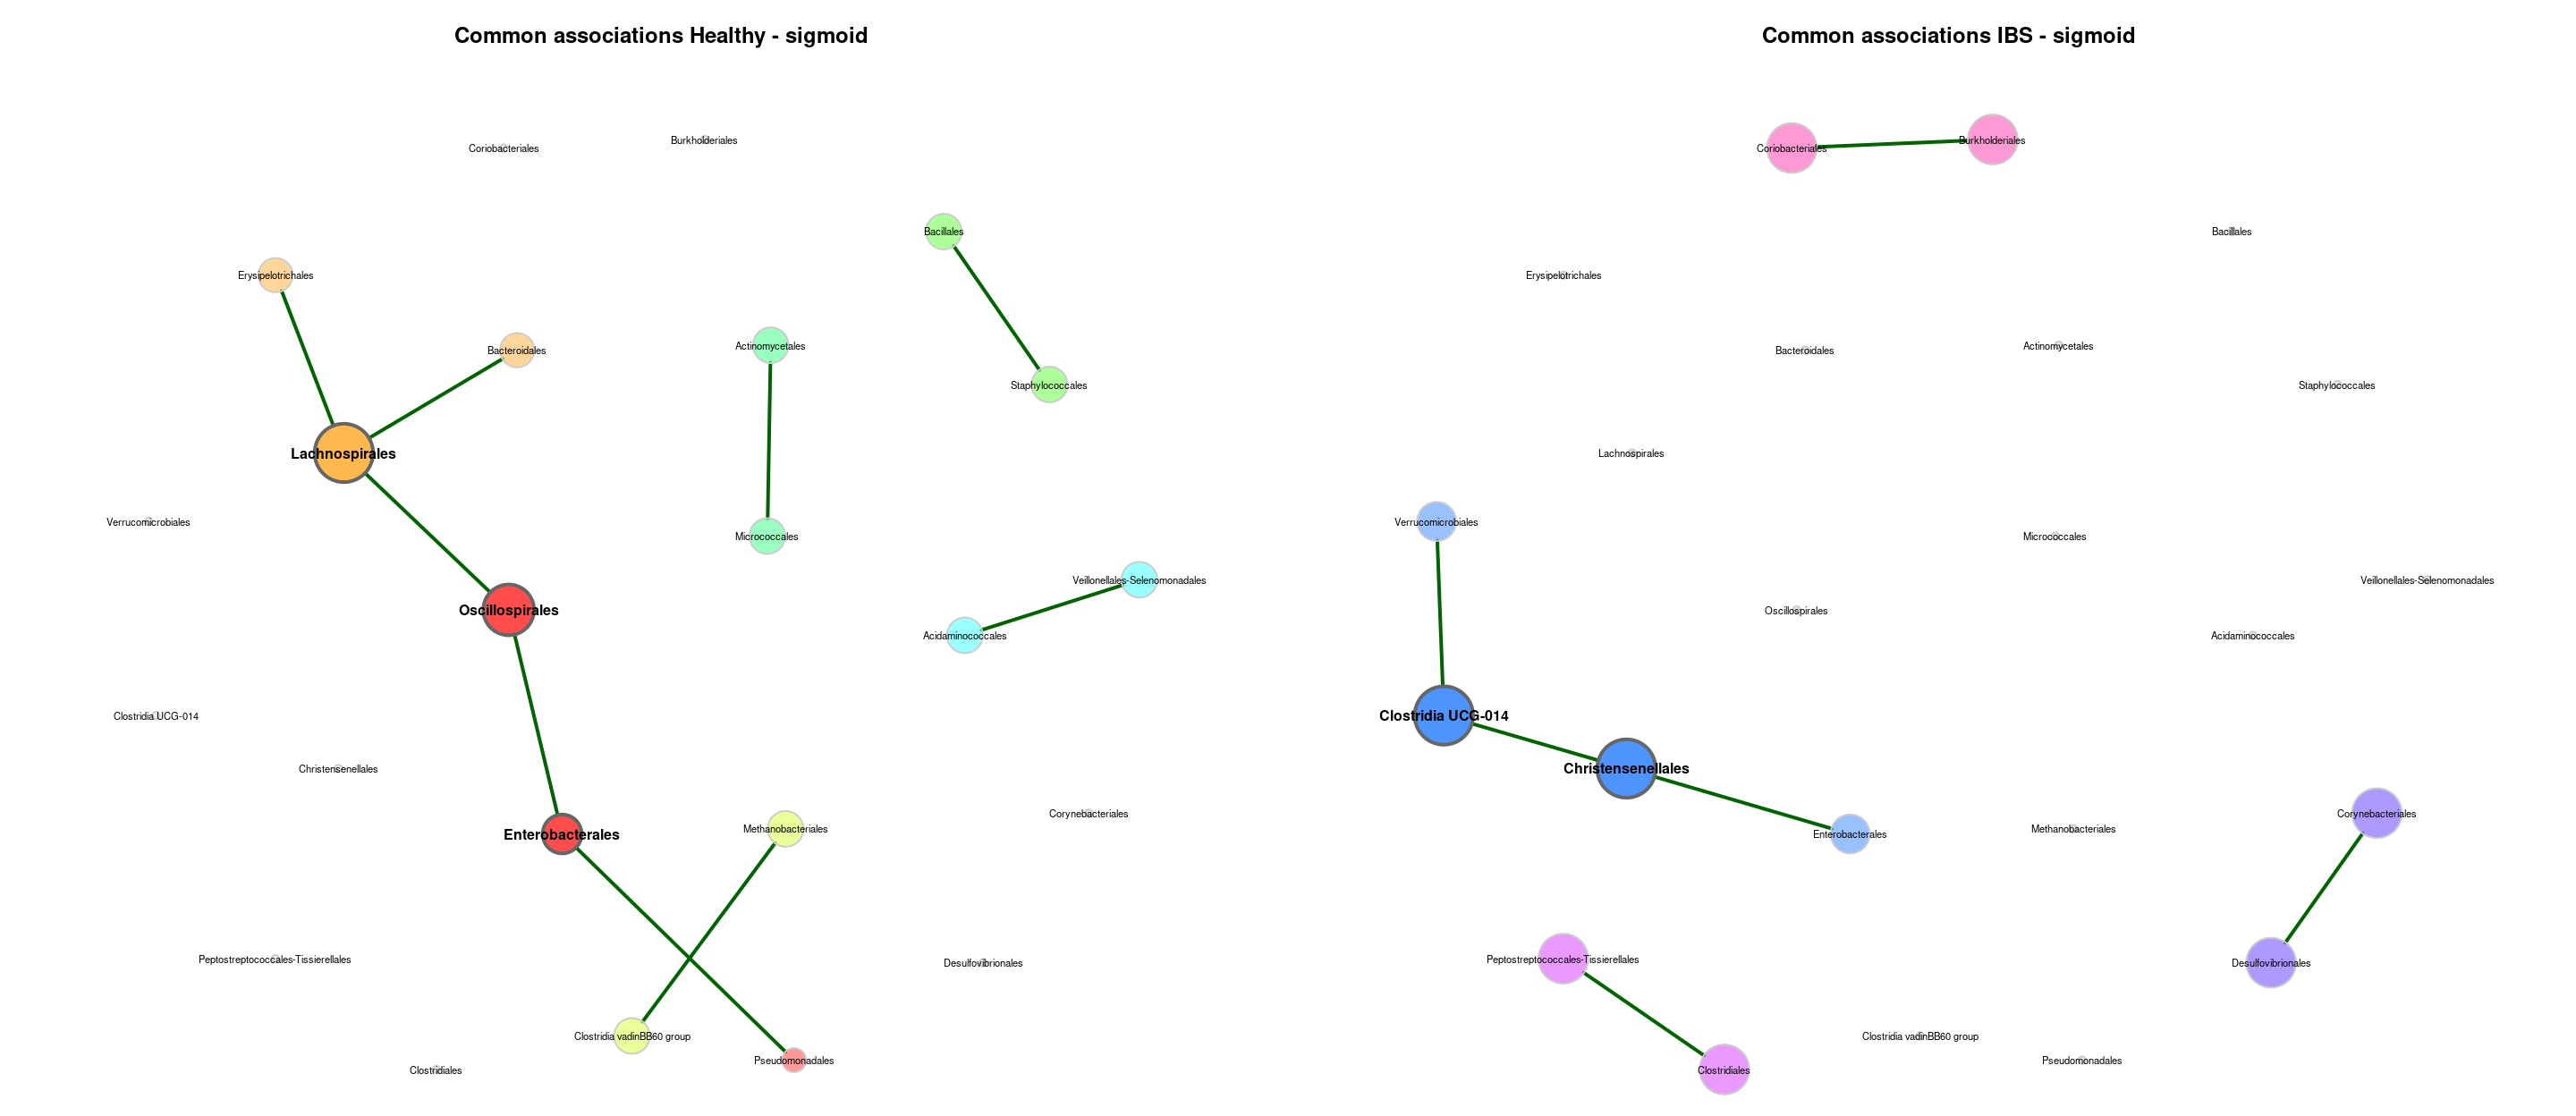 Common associations Healthy - sigmoid
Coriobacteriales
Burkholderiales
Bacillales
Erysipelotrichales
Actinomycetales
Bacteroidales
Staphylococcales
Lachnospirales
Verrucomicrobiales
Micrococcales
Veillonellales-Selenomonadales
Oscillospirales
Acidaminococcales
Clostridia UCG-014
Christensenellales
Corynebacteriales
Methanobacteriales
Enterobacterales
Peptostreptococcales-Tissierellales
Desulfovibrionales
Clostridia vadinBB60 group
Pseudomonadales
Clostridiales
Common associations IBS - sigmoid
Burkholderiales
Coriobacteriales
Bacillales
Erysipelotrichales
Actinomycetales
Bacteroidales
Staphylococcales
Lachnospirales
Verrucomicrobiales
Micrococcales
Veillonellales-Selenomonadales
Oscillospirales
Acidaminococcales
Clostridia UCG-014
Christensenellales
Corynebacteriales
Methanobacteriales
Enterobacterales
Peptostreptococcales-Tissierellales
Desulfovibrionales
Clostridia vadinBB60 group
Pseudomonadales
Clostridiales